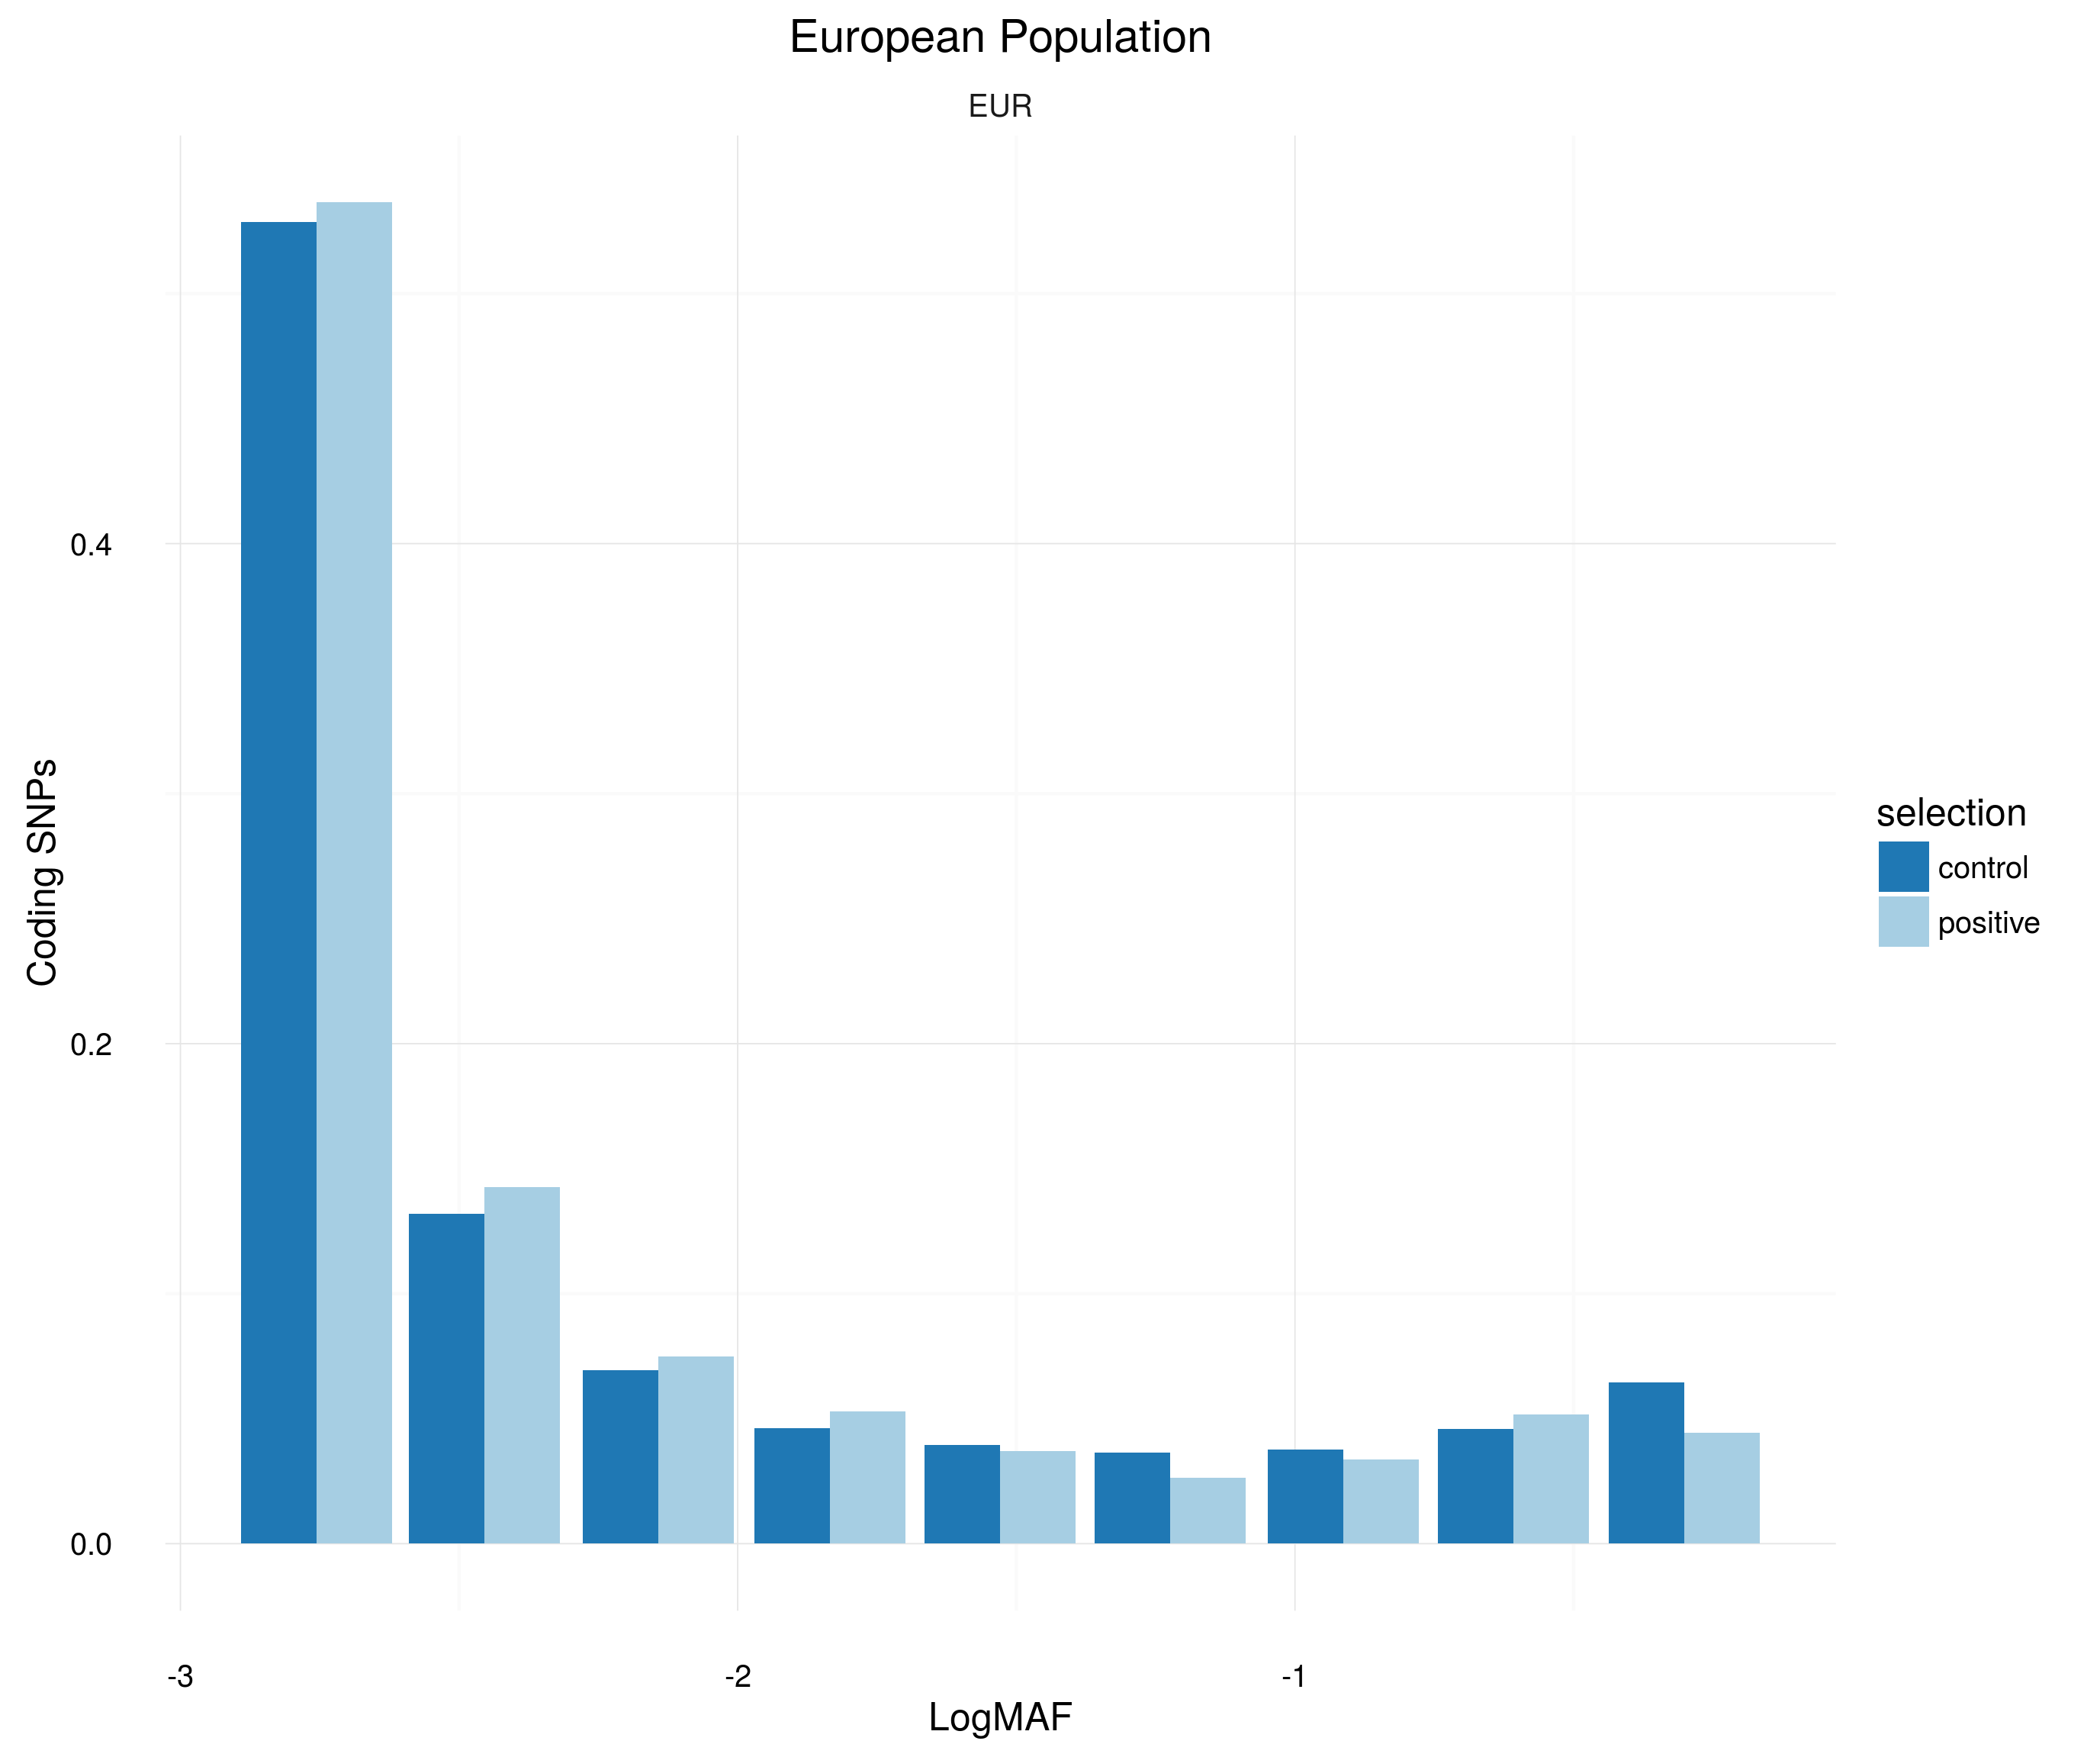 European Population
EUR
Coding SNPs
0.4
0.2
0.0
-3
-2
-1
LogMAF
selection
control
positive